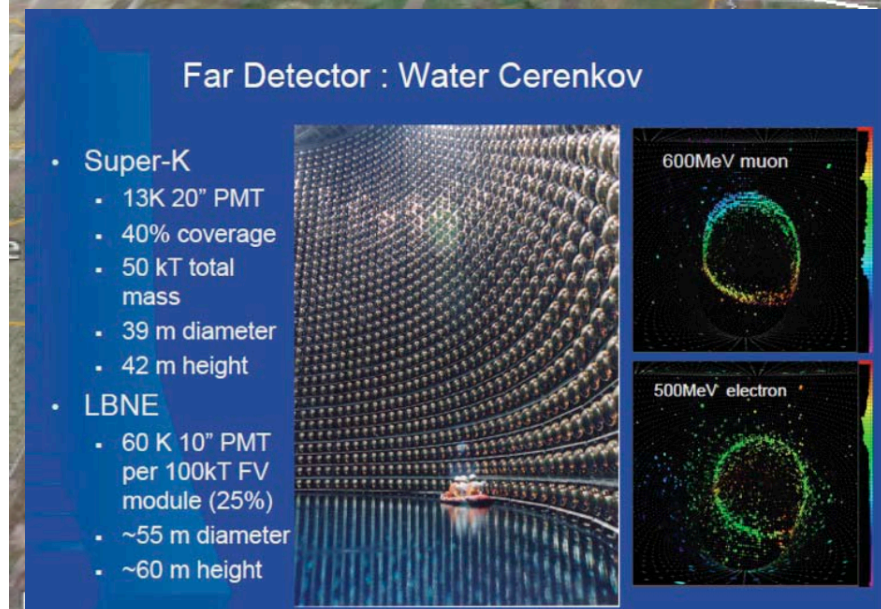 Far Detector : Water Cerenkov
• Super-K
▪ 13K 20” PMT
▪ 40% coverage
▪ 50 kT total
mass
▪ 39 m diameter
▪ 42 m height
• LBNE
▪ 60 K 10” PMT
per 100kT FV
module (25%)
▪ ~55 m diameter
▪ ~60 m height
600MeV muon
500MeV electron